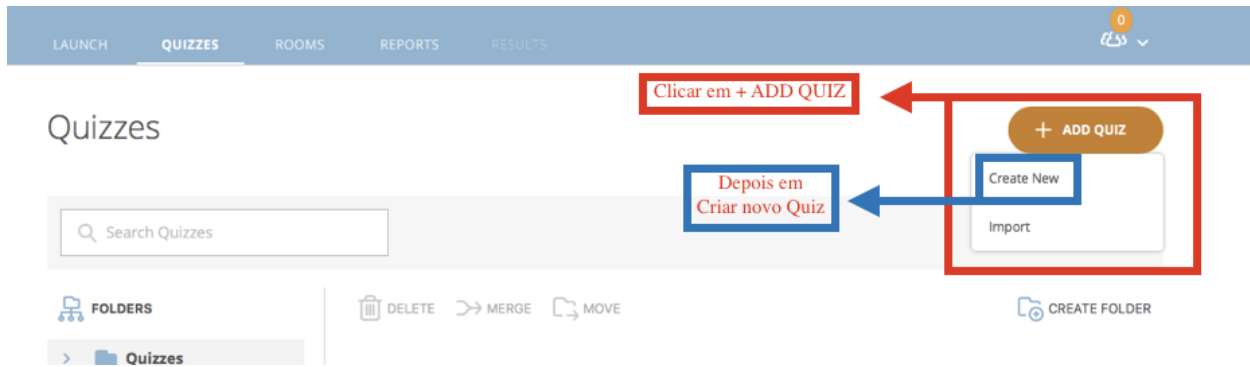 0
LAUNCH QUIZZES ROOMS REPORTS RESULTS
Clicar em + ADD QUIZ
Quizzes
+ ADD QUIZ
Depois em
Criar novo Quiz
Create New
Search Quizzes
Import
FOLDERS
DELETE MERGE MOVE
CREATE FOLDER
Quizzes